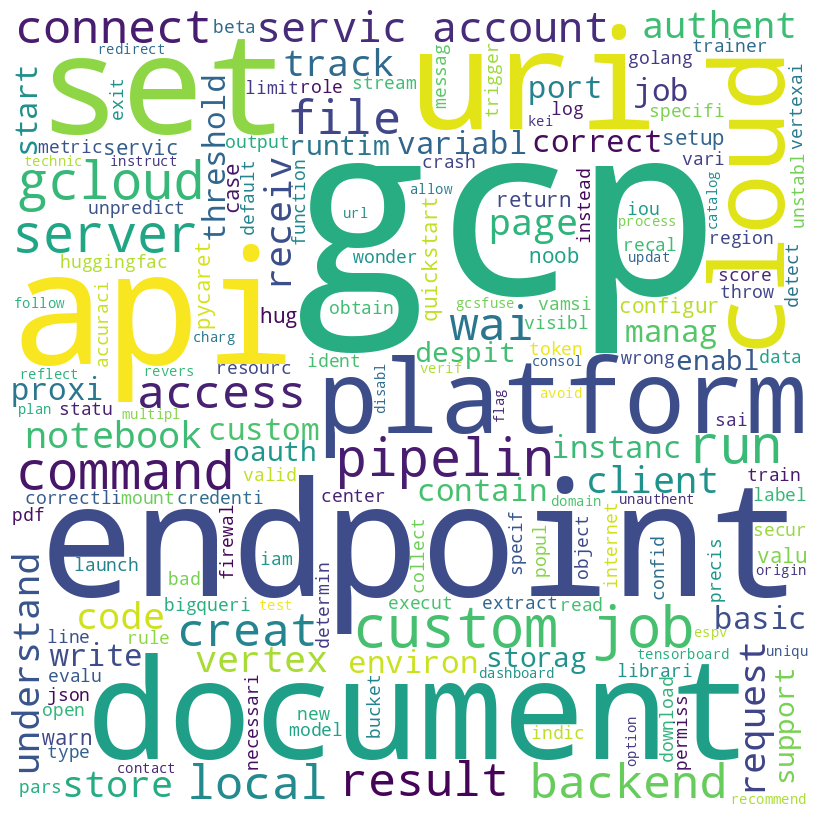 connect
beta
servic account
authent
redirect
set
uri
cloud
track
limit
role
stream
messag
trigger
golang
trainer
port
job
specifi
vertexai
exit
start
threshold
file
log
kei
metric
servic
output
runtim
variabl
correct
setup
technic
instruct
case
default
function
receiv
crash
vari
unstabl
gcloud
unpredict
gcp
allow
return
instead
iou
catalog
process
url
page
server
wonder
noob
recal
updat
region
detect
huggingfac
quickstart
score
throw
follow
api
accuraci
pycaret
obtain
gcsfuse
vamsi
visibl
configur
hug
wai
manag
charg
ident
despit
token
consol
wrong
enabl
data
reflect
revers
resourc
verif
platform
disabl
flag
avoid
proxi
plan
statu
multipl
access
sai
notebook
custom
oauth
pipelin
instanc
run
command
valid
client
train
correctli
mount
credenti
center
contain
domain
unauthent
label
pdf
endpoint
firewall
specif
popul
object
internet
confid
precis
secur
launch
iam
collect
valu
origin
bad
bigqueri
test
determin
execut
extract
read
understand
code
creat
custom job
basic
line
rule
espv
write
vertex
environ
storag
tensorboard
uniqu
evalu
dashboard
librari
request
json
document
open
necessari
new
bucket
indic
download
permiss
support
warn
model
type
option
contact
pars
store
local
result
backend
recommend